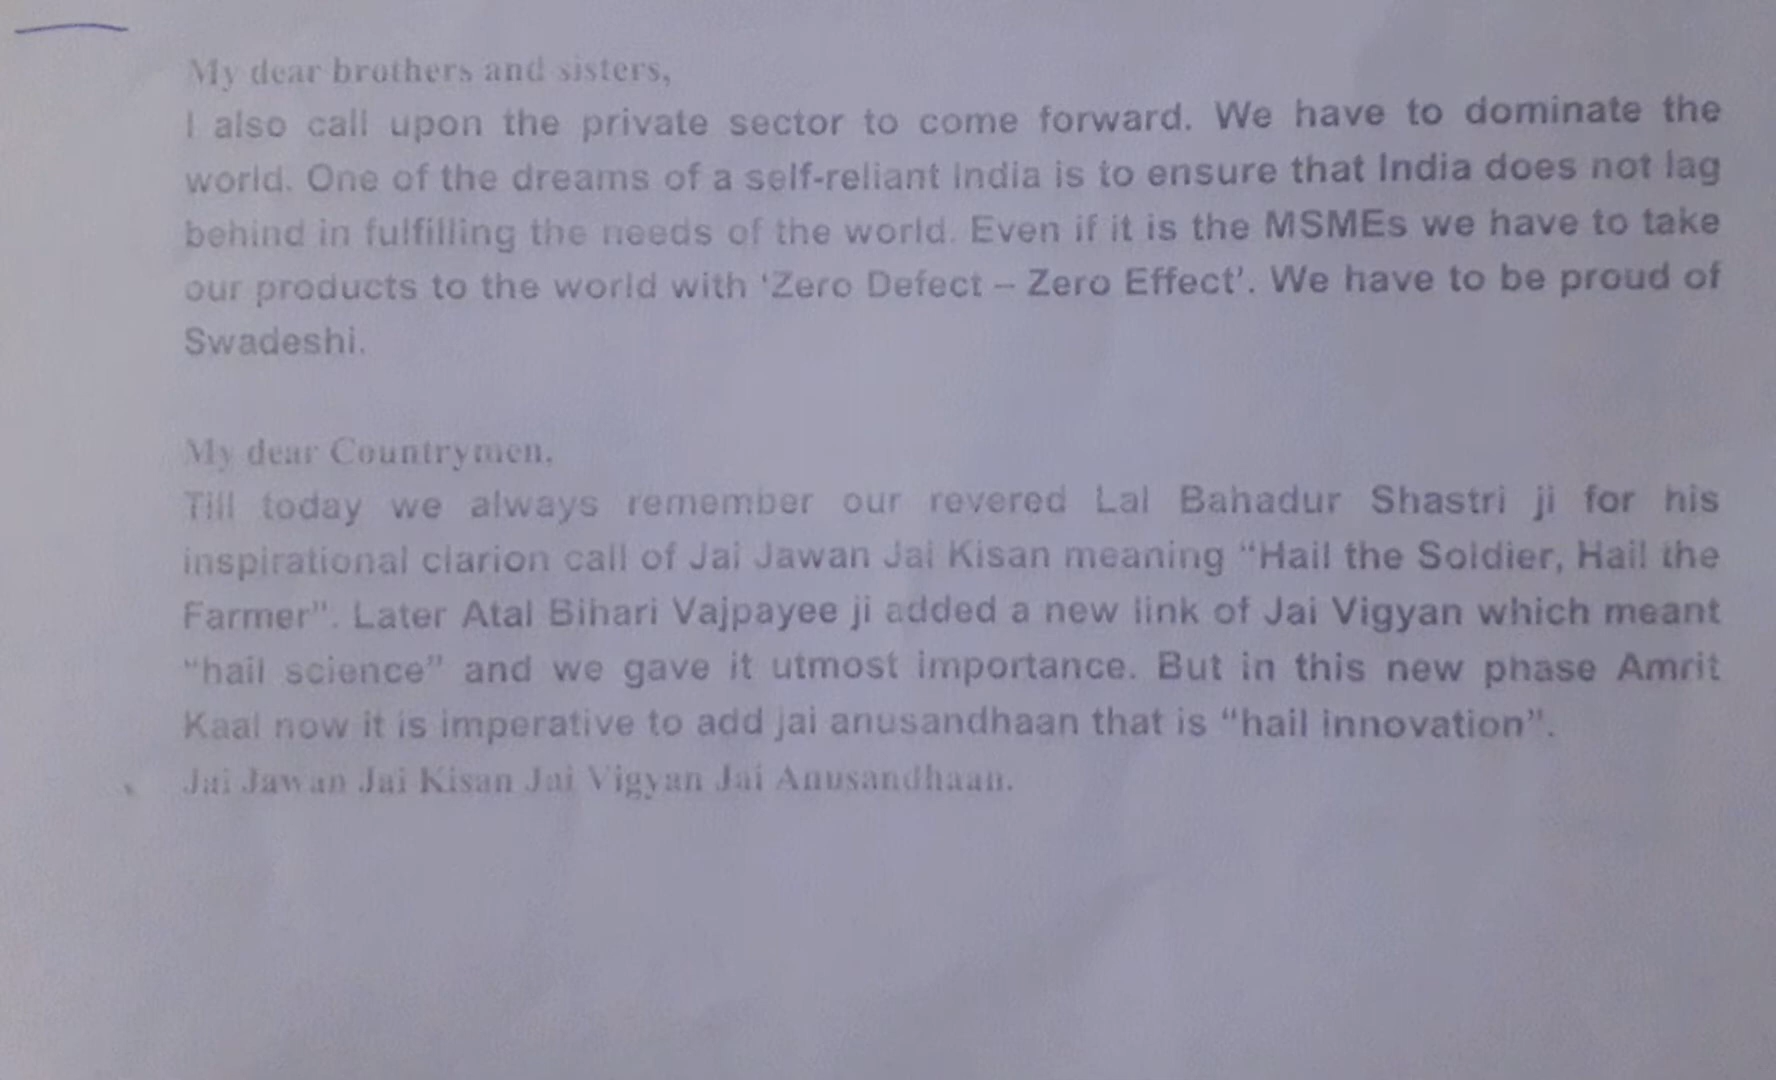 My dear brothers and sisters,
I also call upon the private sector to come forward. We have to dominate the
world. One of the dreams of a self-reliant India is to ensure that India does not lag
behind in fulfilling the needs of the world. Even if it is the MSMEs we have to take
our products to the world with ‘Zero Defect – Zero Effect’. We have to be proud of
Swadeshi.
My dear Countrymen,
Till today we always remember our revered Lal Bahadur Shastri ji for his
inspirational clarion call of Jai Jawan Jai Kisan meaning “Hail the Soldier, Hail the
Farmer". Later Atal Bihari Vajpayee ji added a new link of Jai Vigyan which meant
“hail science” and we gave it utmost importance. But in this new phase Amrit
Kaal now it is imperative to add jai anusandhaan that is “hail innovation”.
Jai Jawan Jai Kisan Jai Vigyan Jai Anusandhaan.